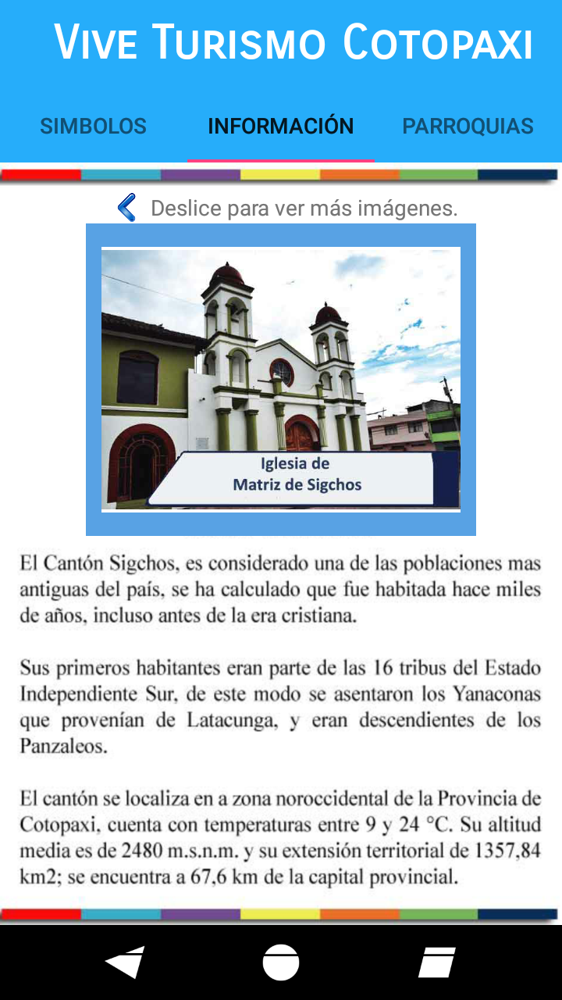 VIVE TURISMO COTOPAXI
SIMBOLOS INFORMACIÓN PARROQUIAS
Deslice para ver más imágenes.
Iglesia de
Matriz de Sigchos
El Cantón Sigchos, es considerado una de las poblaciones mas
antiguas del país, se ha calculado que fue habitada hace miles
de años, incluso antes de la era cristiana.
Sus primeros habitantes eran parte de las 16 tribus del Estado
Independiente Sur, de este modo se asentaron los Yanaconas
que provenían de Latacunga, y eran descendientes de los
Panzaleos.
El cantón se localiza en a zona noroccidental de la Provincia de
Cotopaxi, cuenta con temperaturas entre 9 y 24 °C. Su altitud
media es de 2480 m.s.n.m. y su extensión territorial de 1357,84
km2; se encuentra a 67,6 km de la capital provincial.